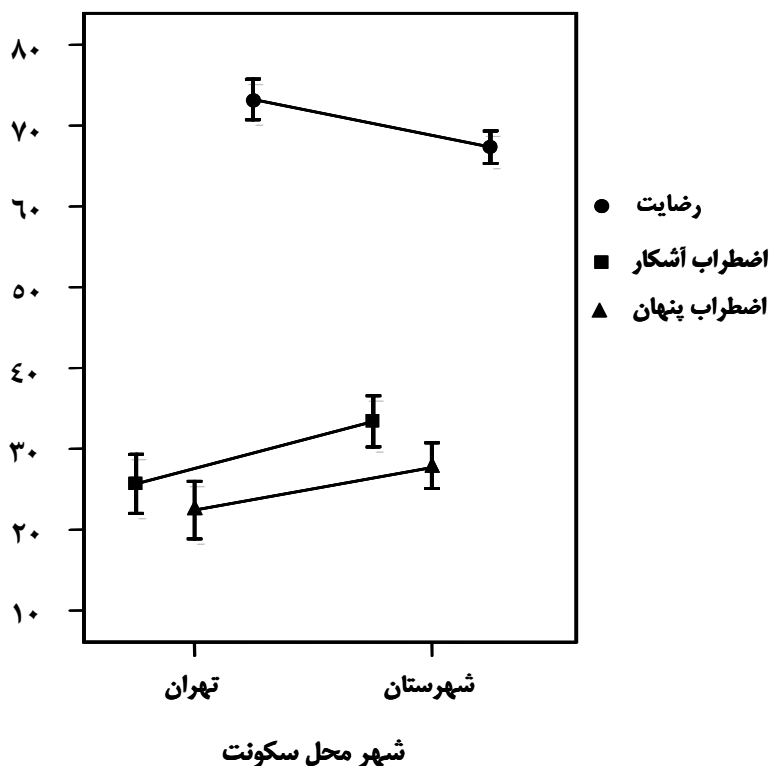 ۸۰
۷۰
۶۰
۵۰
۴۰
۳۰
۲۰
۱۰
رضایت
اضطراب آشکار
اضطراب پنهان
تهران
شهرستان
شهر محل سکونت